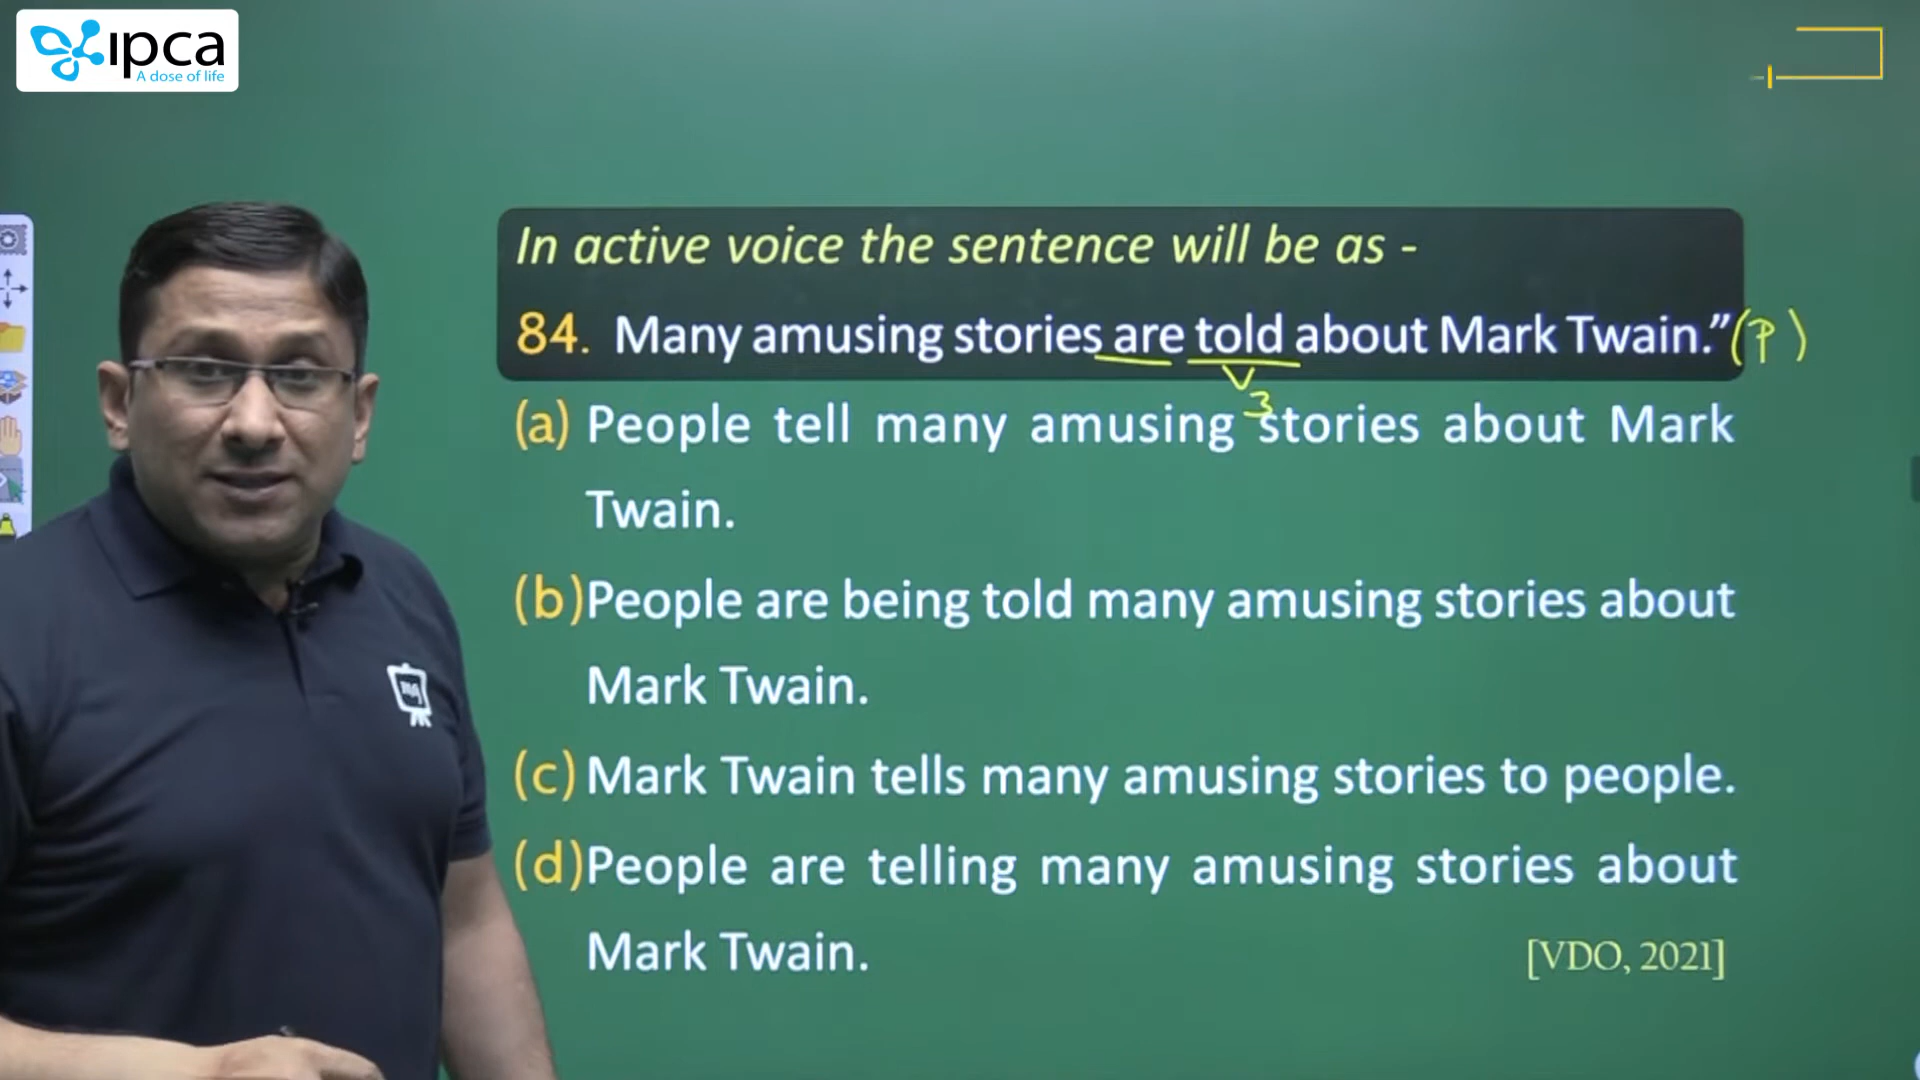 ipca
A dose of life
In active voice the sentence will be as -
84. Many amusing stories are told about Mark Twain.” (P)
V3
(a) People tell many amusing stories about Mark
Twain.
(b) People are being told many amusing stories about
Mark Twain.
(c) Mark Twain tells many amusing stories to people.
(d) People are telling many amusing stories about
Mark Twain.
[VDO, 2021]